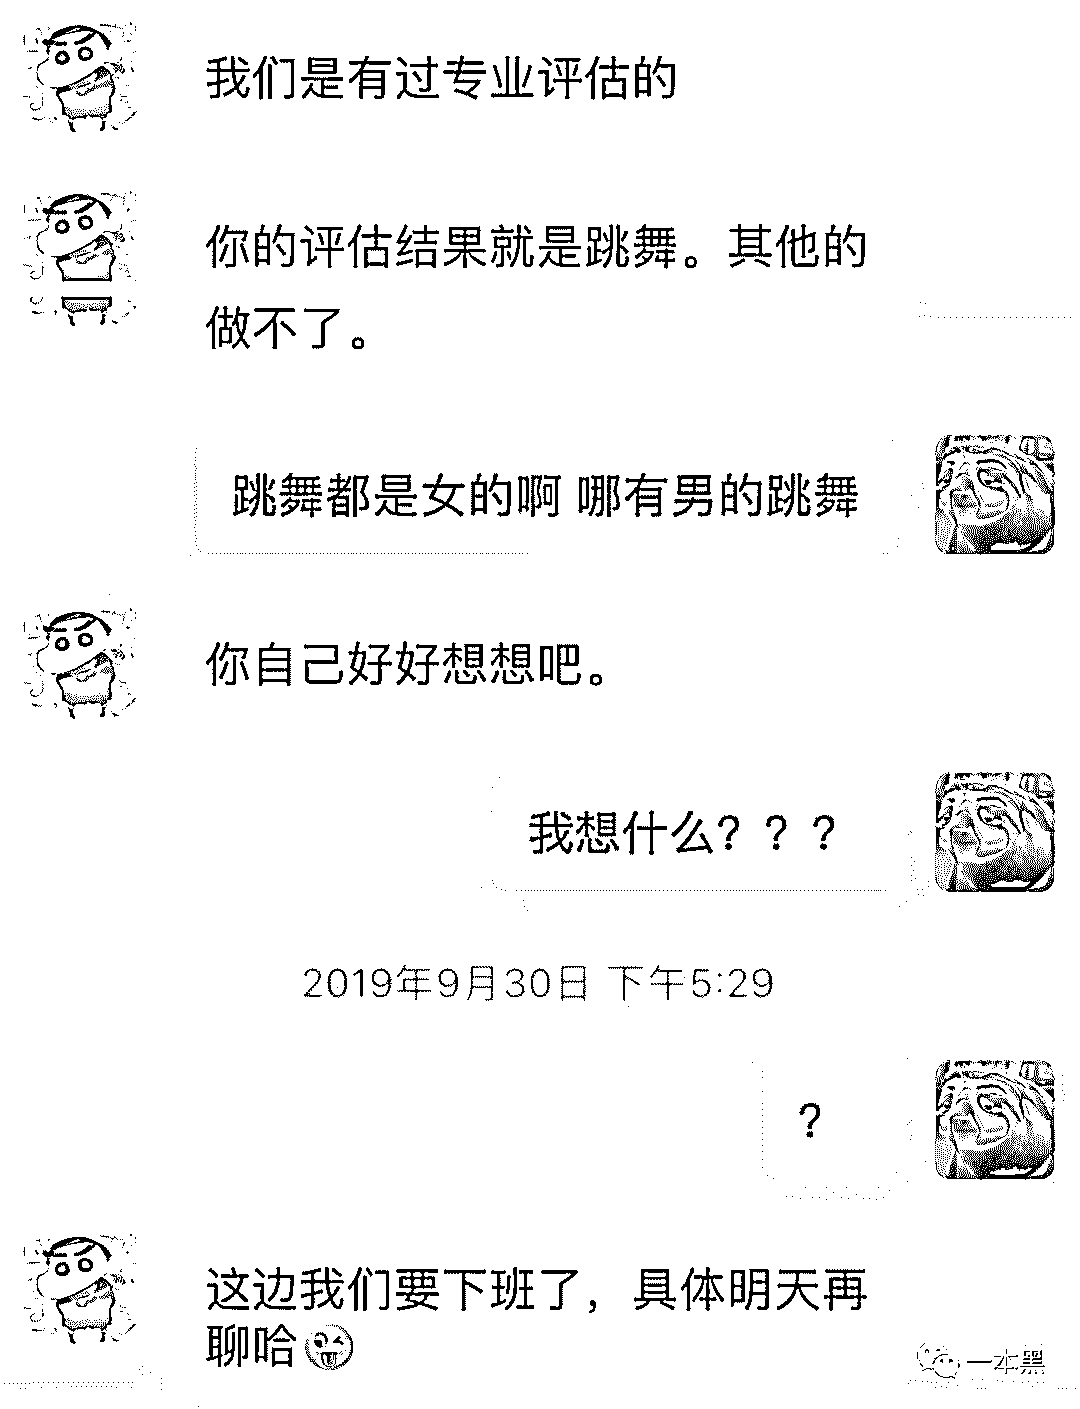 我们是有过专业评估的
你的评估结果就是跳舞。其他的
做不了。
跳舞都是女的啊 哪有男的跳舞
你自己好好想想吧。
我想什么？？？
2019年9月30日 下午5:29
？
这边我们要下班了，具体明天再
聊哈😜
一本黑